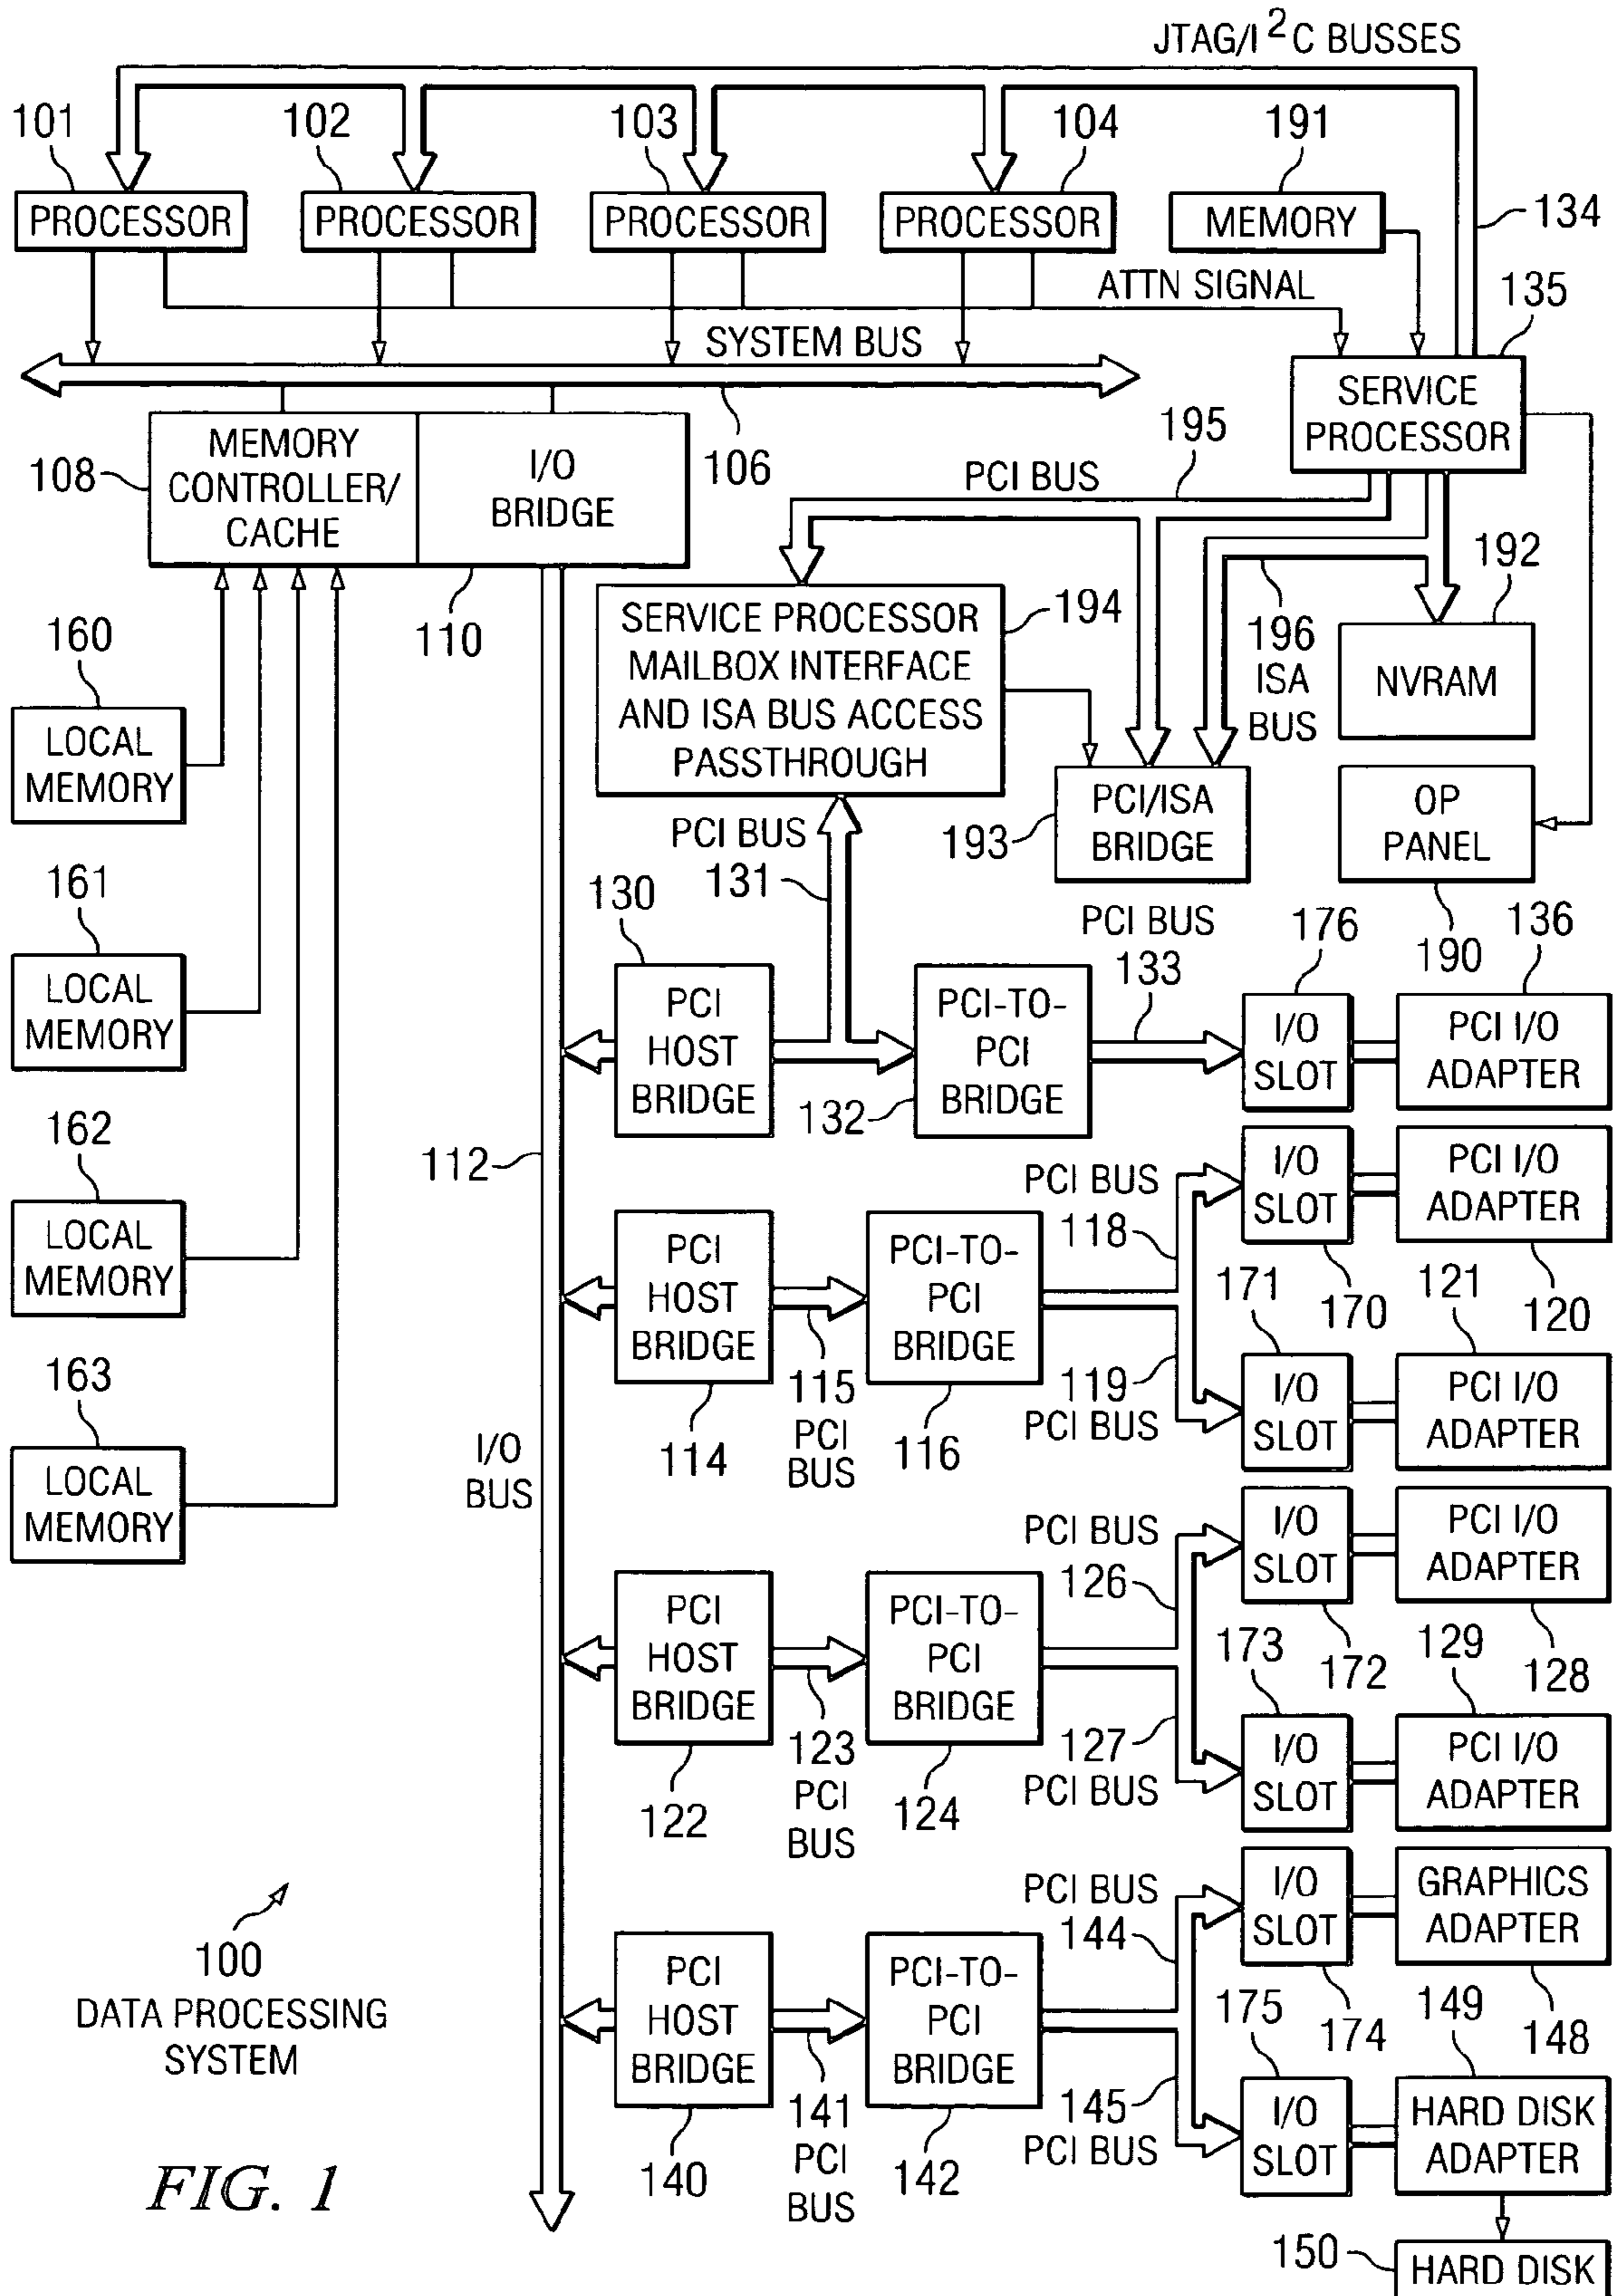 JTAG/I²C BUSSES
101
102
103
104
191
PROCESSOR
PROCESSOR
PROCESSOR
PROCESSOR
MEMORY
134
ATTN SIGNAL
135
SYSTEM BUS
SERVICE
PROCESSOR
108
MEMORY
CONTROLLER/
CACHE
I/O
BRIDGE
106
195
PCI BUS
110
192
SERVICE PROCESSOR
MAILBOX INTERFACE
AND ISA BUS ACCESS
PASSTHROUGH
194
196
ISA
BUS
NVRAM
160
LOCAL
MEMORY
PCI BUS
131
193
PCI/ISA
BRIDGE
OP
PANEL
190
161
LOCAL
MEMORY
130
PCI
HOST
BRIDGE
132
PCI-TO-
PCI
BRIDGE
PCI BUS
133
176
I/O
SLOT
136
PCI I/O
ADAPTER
162
LOCAL
MEMORY
112
PCI BUS
118
I/O
SLOT
170
PCI I/O
ADAPTER
120
PCI
HOST
BRIDGE
114
115
PCI
BUS
PCI-TO-
PCI
BRIDGE
116
119
PCI BUS
171
I/O
SLOT
121
PCI I/O
ADAPTER
163
LOCAL
MEMORY
I/O
BUS
PCI BUS
126
I/O
SLOT
172
PCI I/O
ADAPTER
128
PCI
HOST
BRIDGE
122
123
PCI
BUS
PCI-TO-
PCI
BRIDGE
124
127
PCI BUS
173
I/O
SLOT
129
PCI I/O
ADAPTER
100
DATA PROCESSING
SYSTEM
PCI BUS
144
I/O
SLOT
174
GRAPHICS
ADAPTER
148
PCI
HOST
BRIDGE
140
141
PCI
BUS
PCI-TO-
PCI
BRIDGE
142
145
PCI BUS
175
I/O
SLOT
149
HARD DISK
ADAPTER
150
HARD DISK
FIG. 1